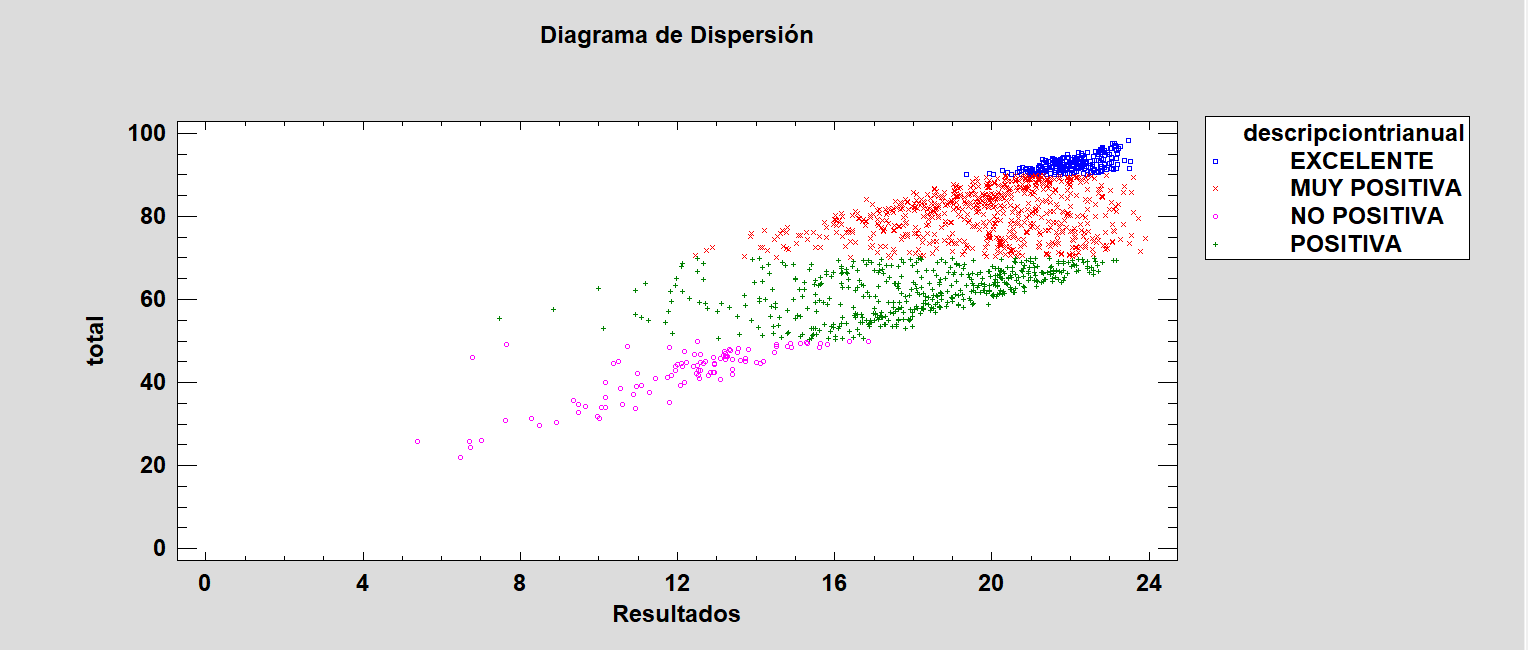 Diagrama de Dispersión
descripciontrianual
EXCELENTE
MUY POSITIVA
NO POSITIVA
POSITIVA
total
100
80
60
40
20
0
0 4 8 12 16 20 24
Resultados